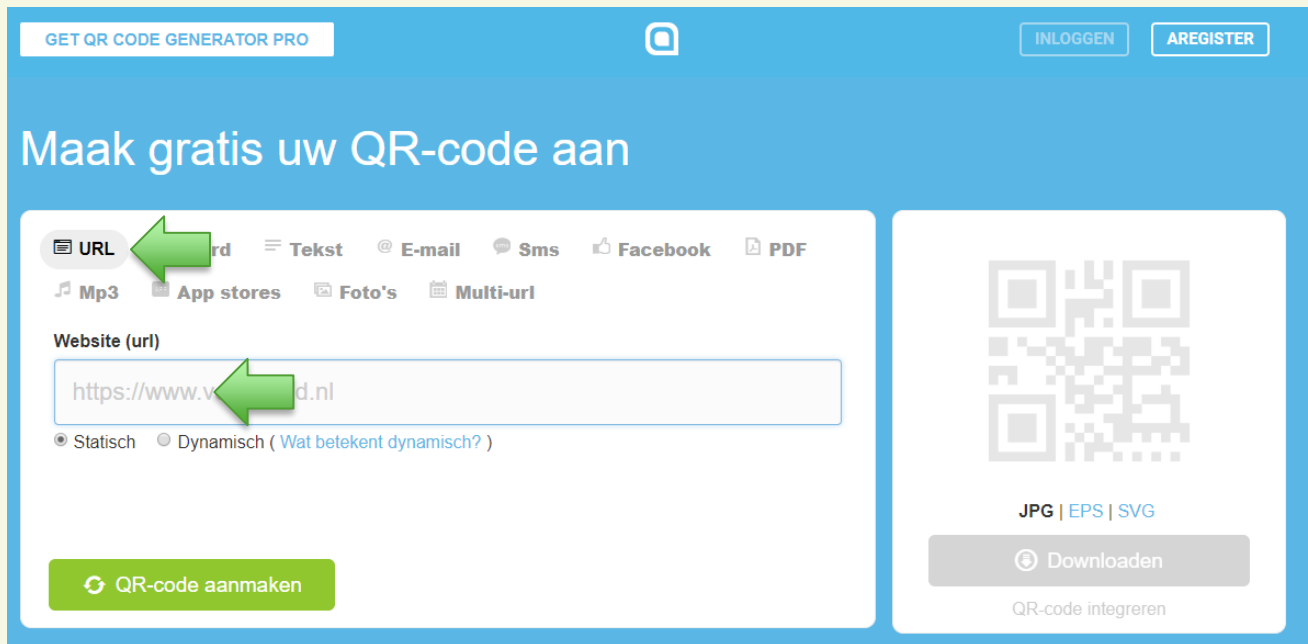 GET QR CODE GENERATOR PRO
INLOGGEN
AREGISTER
Maak gratis uw QR-code aan
URL
Tekst
E-mail
Sms
Facebook
PDF
Mp3
App stores
Foto's
Multi-url
Website (url)
https://www.
Statisch
Dynamisch ( Wat betekent dynamisch? )
QR-code aanmaken
JPG | EPS | SVG
Downloaden
QR-code integreren